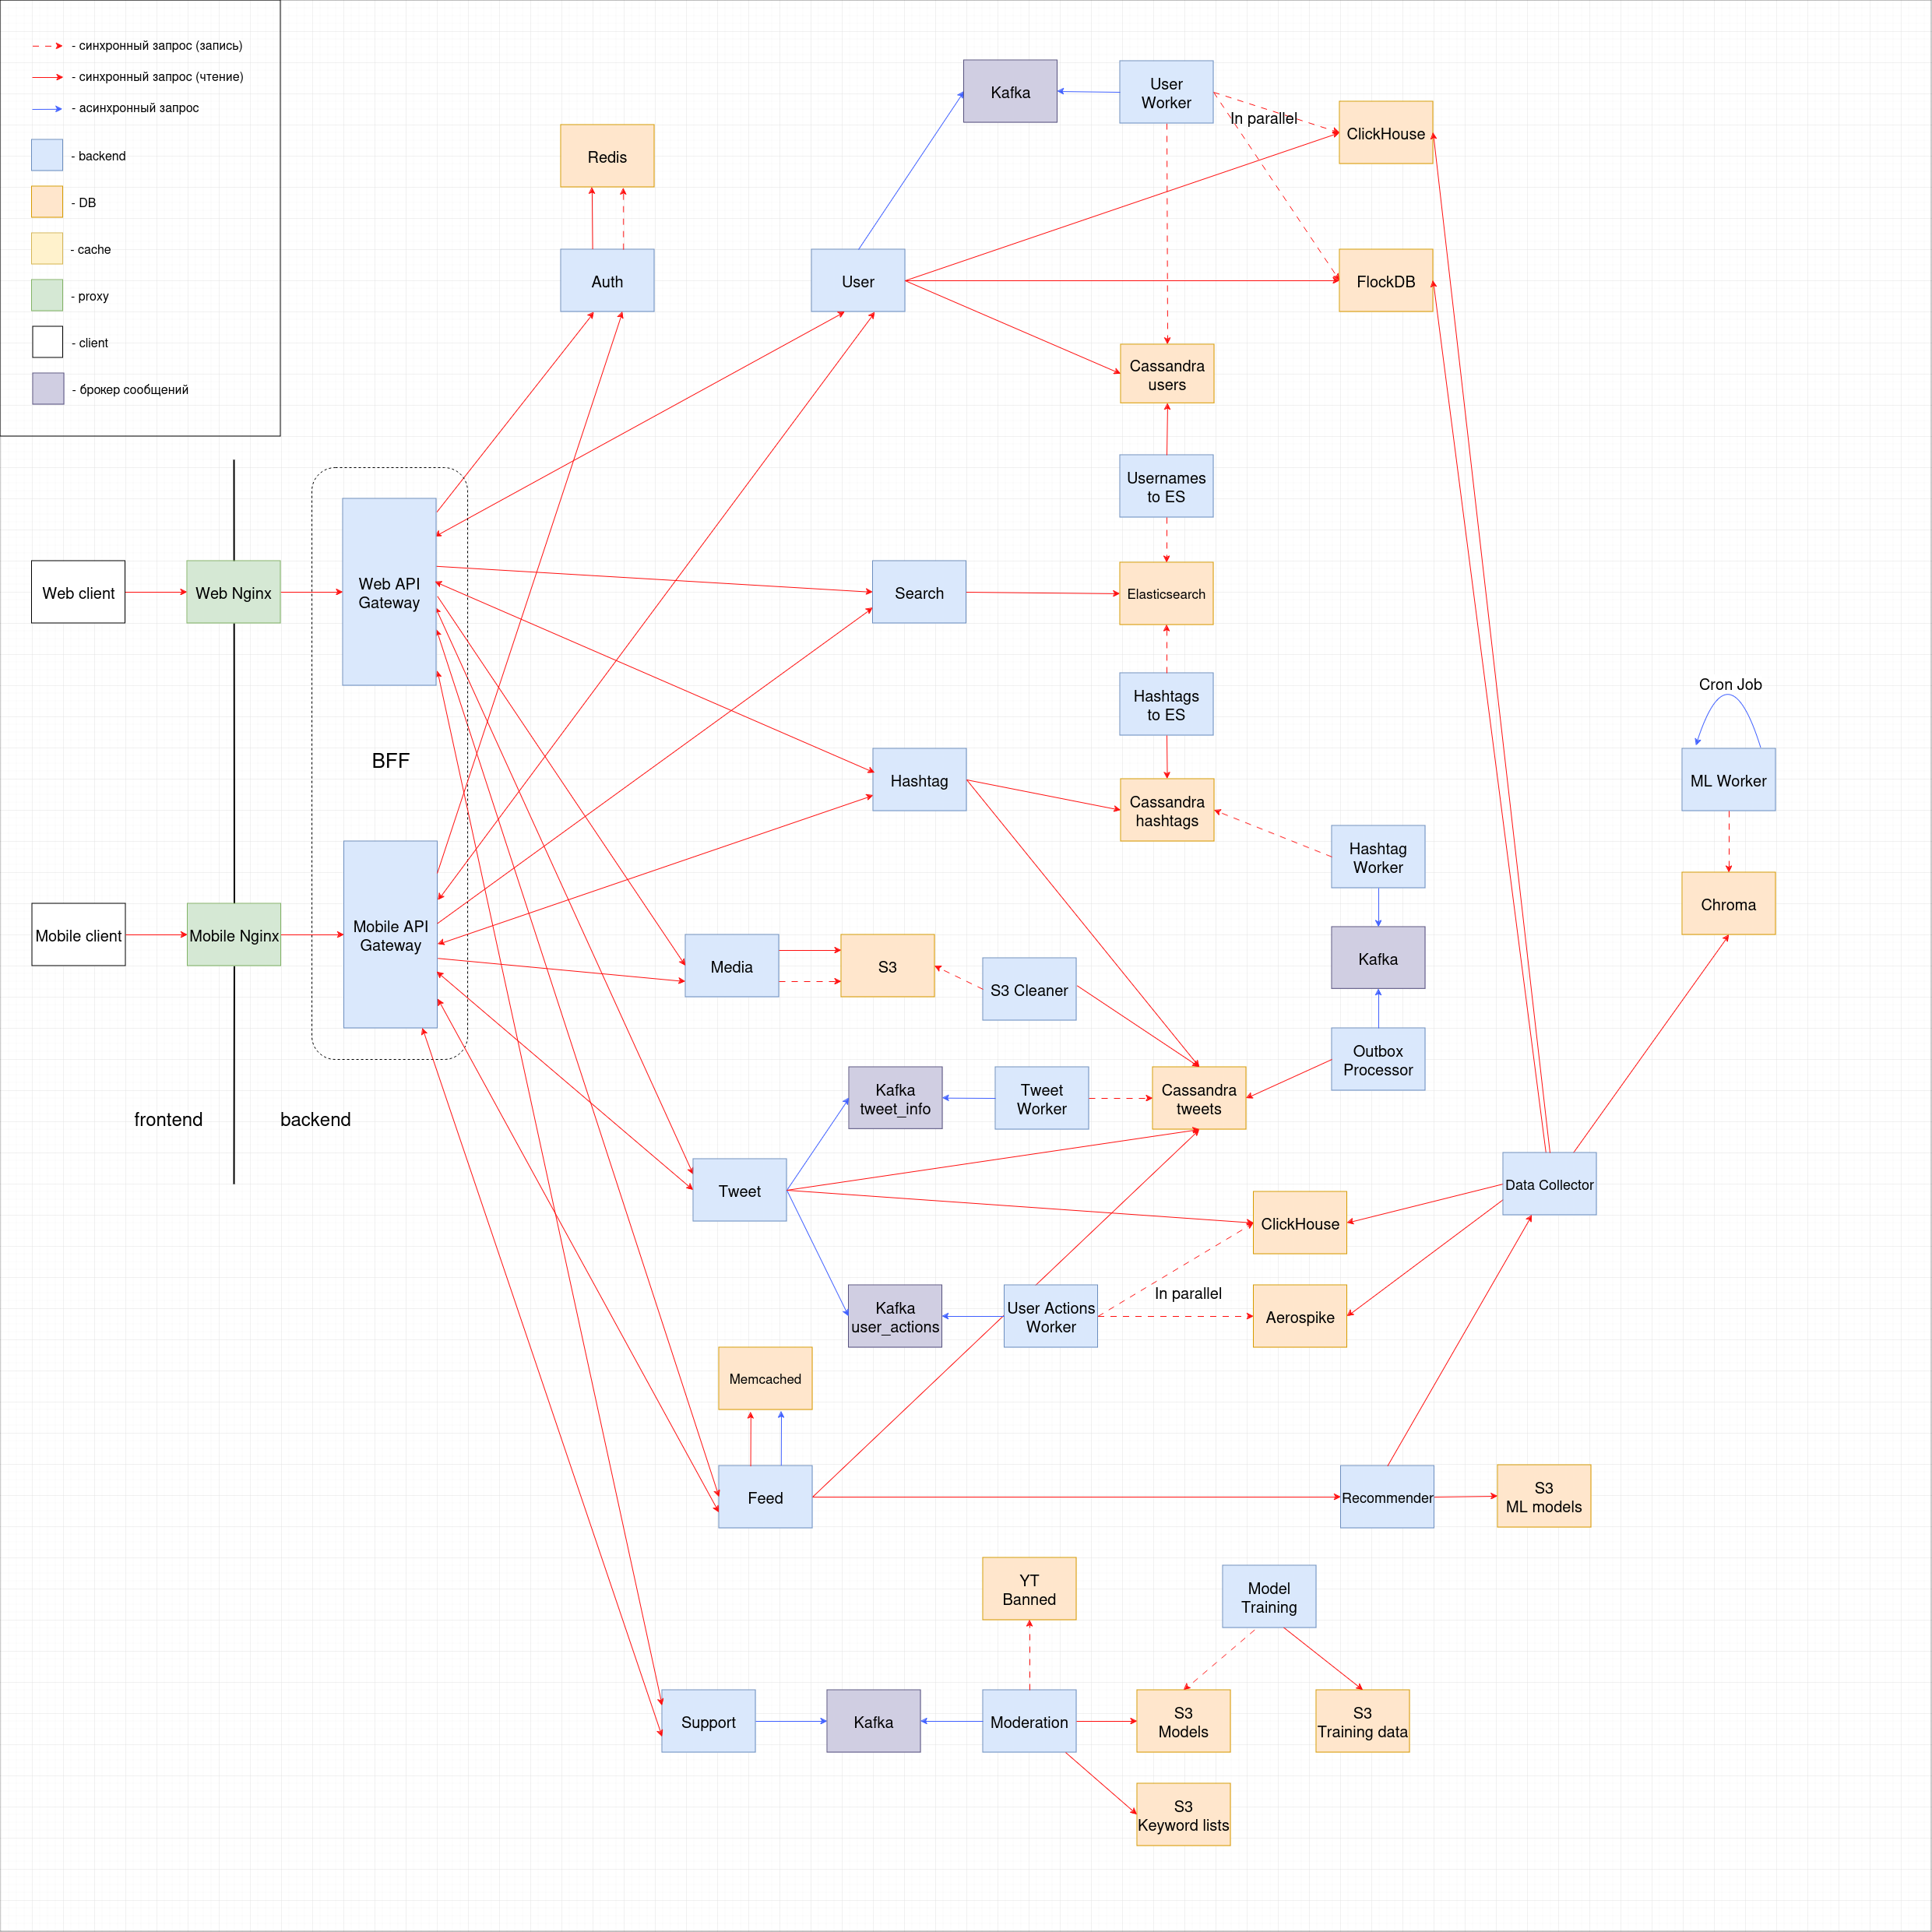 - синхронный запрос (запись)
- синхронный запрос (чтение)
- асинхронный запрос
- backend
- DB
- cache
- proxy
- client
- брокер сообщений
Kafka
User
Worker
In parallel
ClickHouse
Redis
Auth
User
FlockDB
Cassandra
users
Usernames
to ES
Web client
Web Nginx
Web API
Gateway
Search
Elasticsearch
Hashtags
to ES
Cron Job
BFF
Hashtag
Cassandra
hashtags
ML Worker
Hashtag
Worker
Chroma
Mobile client
Mobile Nginx
Mobile API
Gateway
Media
S3
S3 Cleaner
Kafka
Outbox
Processor
frontend
backend
Kafka
tweet_info
Tweet
Worker
Cassandra
tweets
Tweet
ClickHouse
Data Collector
In parallel
Kafka
user_actions
User Actions
Worker
Aerospike
Memcached
Feed
Recommender
S3
ML models
YT
Banned
Model
Training
Support
Kafka
Moderation
S3
Models
S3
Training data
S3
Keyword lists